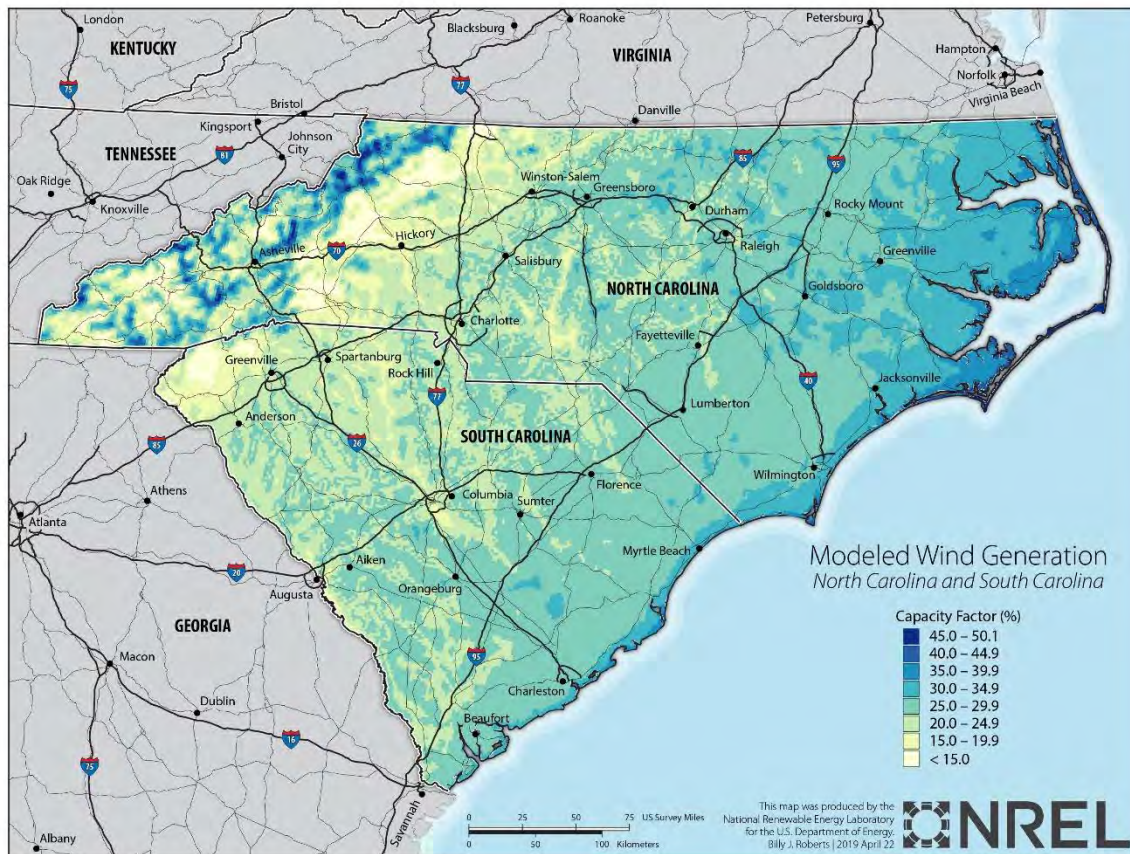 London
KENTUCKY
75
Blacksburg
Roanoke
Petersburg
VIRGINIA
77
Hampton
Norfolk
Virginia Beach
Bristol
Kingsport
Johnson
City
Danville
TENNESSEE
81
85
95
Oak Ridge
Knoxville
Winston-Salem
Greensboro
Durham
Rocky Mount
Raleigh
Hickory
70
Asheville
Salisbury
Greenville
NORTH CAROLINA
Goldsboro
Charlotte
Fayetteville
Greenville
Spartanburg
Rock Hill
77
40
Jacksonville
Lumberton
Anderson
SOUTH CAROLINA
85
26
Wilmington
Athens
Columbia
Florence
Sumter
Atlanta
Myrtle Beach
Aiken
20
Augusta
Orangeburg
GEORGIA
95
Macon
Charleston
Dublin
Beaufort
16
75
Savannah
Albany
Modeled Wind Generation
North Carolina and South Carolina
Capacity Factor (%)
45.0 – 50.1
40.0 – 44.9
35.0 – 39.9
30.0 – 34.9
25.0 – 29.9
20.0 – 24.9
15.0 – 19.9
< 15.0
0 25 50 75 US Survey Miles
0 50 100 Kilometers
This map was produced by the
National Renewable Energy Laboratory
for the U.S. Department of Energy.
Billy J. Roberts | 2019 April 22
NREL